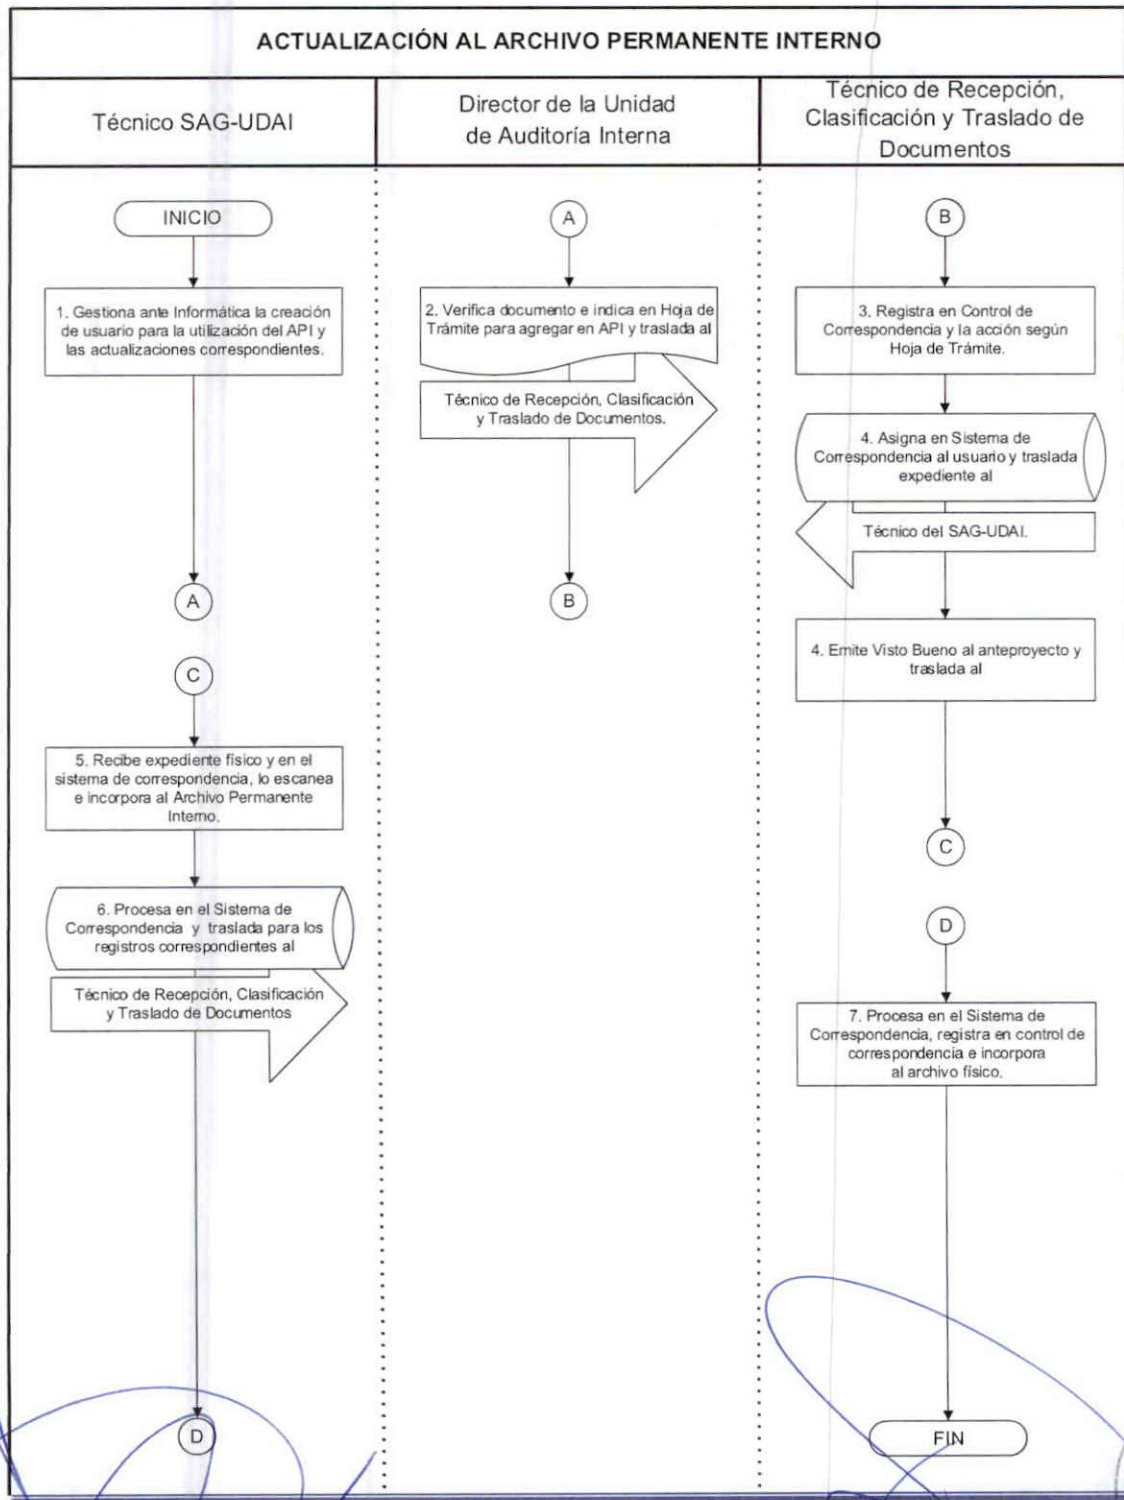 ACTUALIZACIÓN AL ARCHIVO PERMANENTE INTERNO
Técnico SAG-UDAI
Director de la Unidad
de Auditoría Interna
Técnico de Recepción,
Clasificación y Traslado de
Documentos
INICIO
1. Gestiona ante Informática la creación
de usuario para la utilización del API y
las actualizaciones correspondientes.
A
C
5. Recibe expediente físico y en el
sistema de correspondencia, lo escanea
e incorpora al Archivo Permanente
Interno.
6. Procesa en el Sistema de
Correspondencia y traslada para los
registros correspondientes al
Técnico de Recepción, Clasificación
y Traslado de Documentos
D
A
2. Verifica documento e indica en Hoja de
Trámite para agregar en API y traslada al
Técnico de Recepción, Clasificación
y Traslado de Documentos.
B
B
3. Registra en Control de
Correspondencia y la acción según
Hoja de Trámite.
4. Asigna en Sistema de
Correspondencia al usuario y traslada
expediente al
Técnico del SAG-UDAI.
4. Emite Visto Bueno al anteproyecto y
traslada al
C
D
7. Procesa en el Sistema de
Correspondencia, registra en control de
correspondencia e incorpora
al archivo físico.
FIN